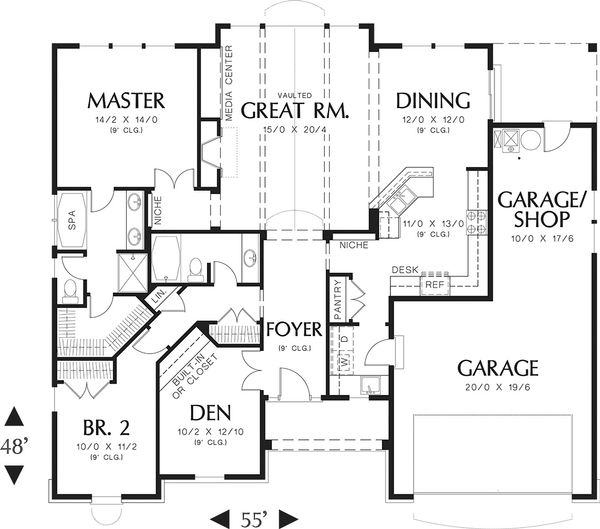 MASTER
14/2 X 14/0
(9' CLG.)
MEDIA CENTER
VAULTED
GREAT RM.
15/0 X 20/4
DINING
12/0 X 12/0
(9' CLG.)
GARAGE/
SHOP
10/0 X 17/6
SPA
NICHE
11/0 X 13/0
(9' CLG.)
NICHE
DESK
REF
PANTRY
LIN.
FOYER
(9' CLG.)
W. D
BUILT-IN
OR CLOSET
GARAGE
20/0 X 19/6
BR. 2
10/0 X 11/2
(9' CLG.)
DEN
10/2 X 12/10
(9' CLG.)
48'
55'